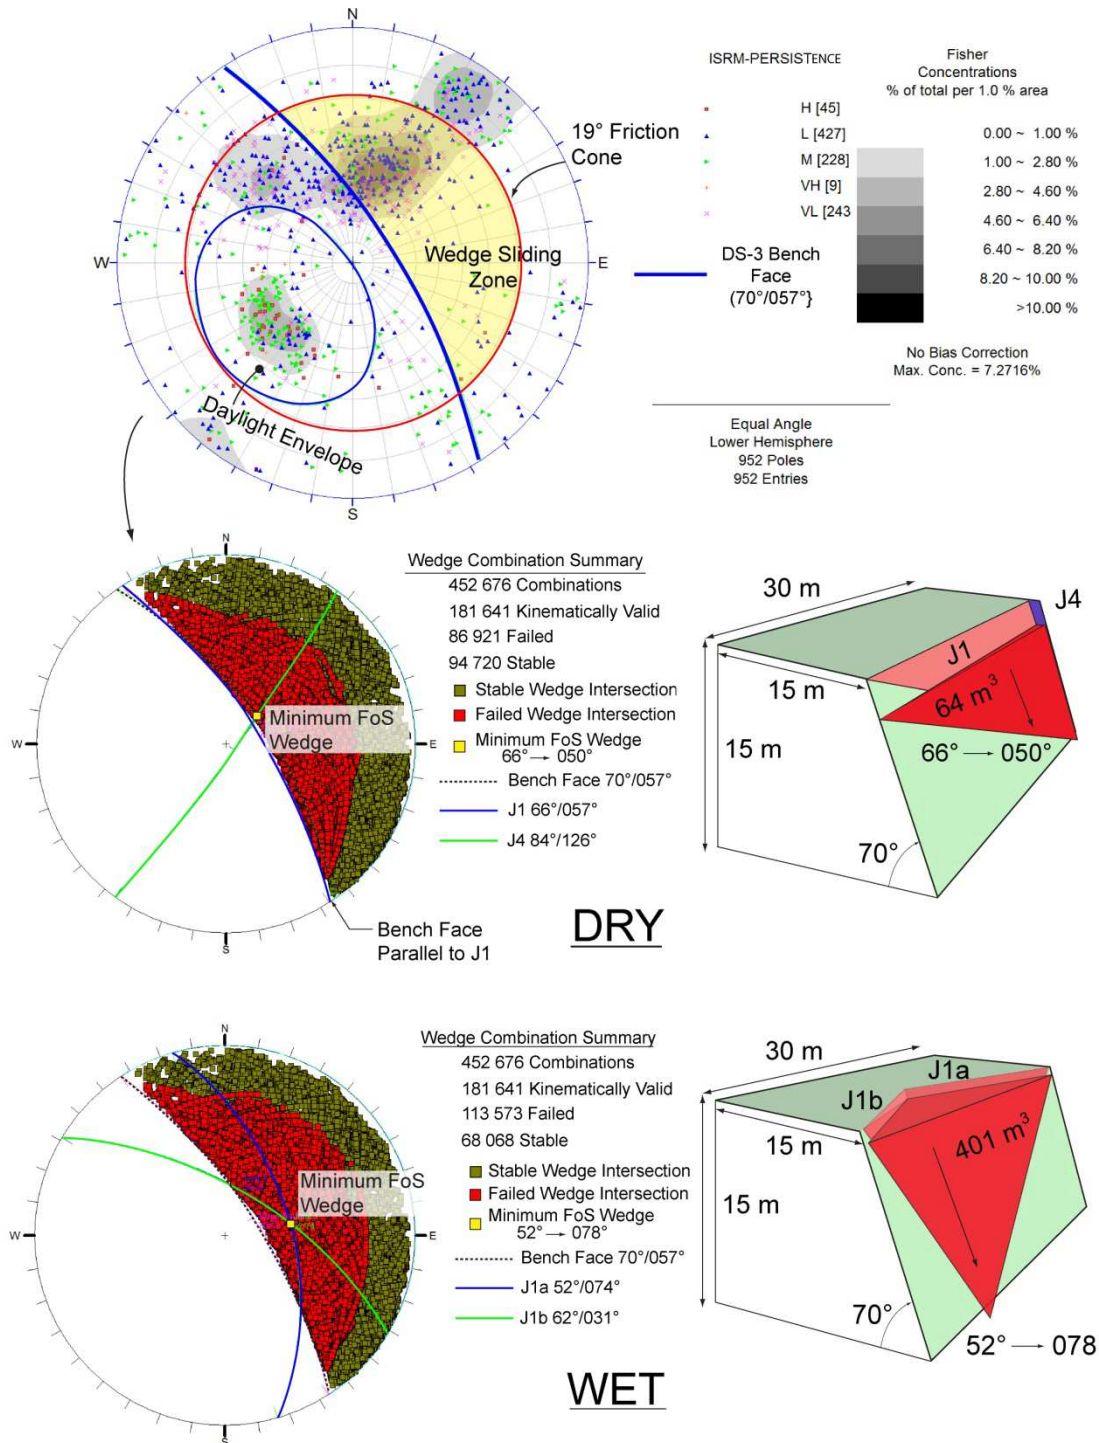 N
W
E
S
19° Friction
Cone
Wedge Sliding
Zone
Daylight Envelope
ISRM-PERSISTENCE
H [45]
L [427]
M [228]
VH [9]
VL [243
DS-3 Bench
Face
(70°/057°}
Fisher
Concentrations
% of total per 1.0 % area
0.00 ~ 1.00 %
1.00 ~ 2.80 %
2.80 ~ 4.60 %
4.60 ~ 6.40 %
6.40 ~ 8.20 %
8.20 ~ 10.00 %
>10.00 %
No Bias Correction
Max. Conc. = 7.2716%
Equal Angle
Lower Hemisphere
952 Poles
952 Entries
N
W
E
S
Minimum FoS
Wedge
Bench Face
Parallel to J1
Wedge Combination Summary
452 676 Combinations
181 641 Kinematically Valid
86 921 Failed
94 720 Stable
Stable Wedge Intersection
Failed Wedge Intersection
Minimum FoS Wedge
66° → 050°
Bench Face 70°/057°
J1 66°/057°
J4 84°/126°
30 m
J4
J1
15 m
64 m³
15 m
66° → 050°
70°
DRY
N
W
E
S
Minimum FoS
Wedge
Wedge Combination Summary
452 676 Combinations
181 641 Kinematically Valid
113 573 Failed
68 068 Stable
Stable Wedge Intersection
Failed Wedge Intersection
Minimum FoS Wedge
52° → 078°
Bench Face 70°/057°
J1a 52°/074°
J1b 62°/031°
30 m
J1a
J1b
15 m
401 m³
15 m
70°
52° → 078
WET